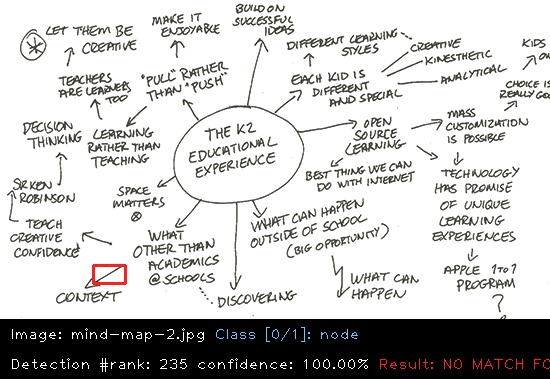 LET THEM BE
CREATIVE
MAKE IT
ENJOYABLE
BUILD ON
SUCCESSFUL
IDEAS
DIFFERENT LEARNING
STYLES
CREATIVE
KINESTHETIC
ANALYTICAL
KIDS
TEACHERS
ARE LEARNERS
TOO
"PULL" RATHER
THAN "PUSH"
EACH KID IS
DIFFERENT
AND SPECIAL
CHOICE IS
DECISION
THINKING
LEARNING
RATHER THAN
TEACHING
THE K2
EDUCATIONAL
EXPERIENCE
OPEN
SOURCE
LEARNING
MASS
CUSTOMIZATION
IS POSSIBLE
SIR KEN
ROBINSON
SPACE
MATTERS
BEST THING WE CAN
DO WITH INTERNET
TECHNOLOGY
HAS PROMISE
OF UNIQUE
LEARNING
EXPERIENCES
TEACH
CREATIVE
CONFIDENCE
WHAT
OTHER THAN
ACADEMICS
@ SCHOOLS
WHAT CAN HAPPEN
OUTSIDE OF SCHOOL
(BIG OPPORTUNITY)
CONTEXT
DISCOVERING
WHAT CAN
HAPPEN
APPLE 1 TO 1
PROGRAM
?
Image: mind-map-2.jpg Class [0/1]: node
Detection #rank: 235 confidence: 100.00% Result: NO MATCH FO